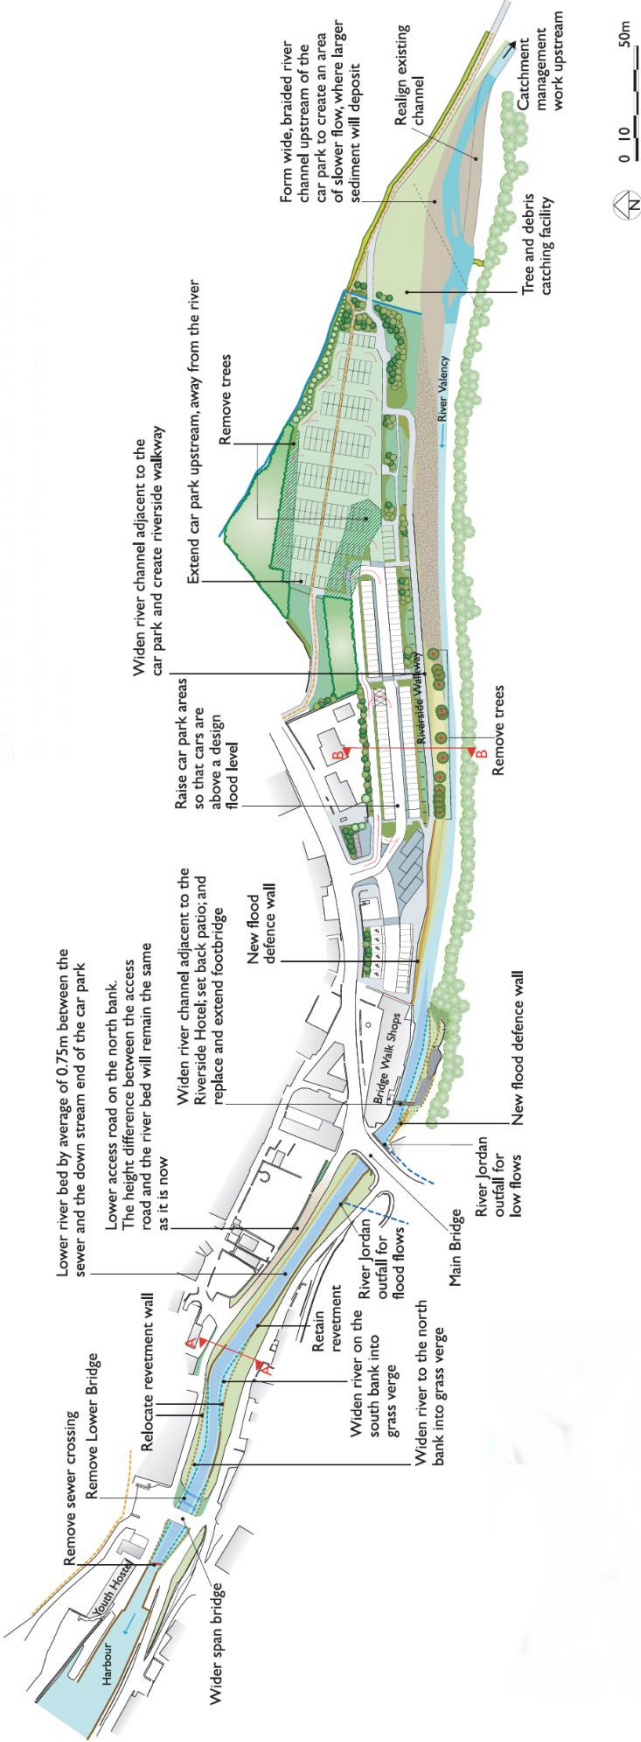 Remove sewer crossing
Remove Lower Bridge
Relocate revetment wall
Lower river bed by average of 0.75m between the
sewer and the down stream end of the car park
Lower access road on the north bank.
The height difference between the access
road and the river bed will remain the same
as it is now
Widen river channel adjacent to the
Riverside Hotel; set back patio; and
replace and extend footbridge
New flood
defence wall
Raise car park areas
so that cars are
above a design
flood level
Widen river channel adjacent to the
car park and create riverside walkway
Extend car park upstream, away from the river
Remove trees
Form wide, braided river
channel upstream of the
car park to create an area
of slower flow, where larger
sediment will deposit
Realign existing
channel
Youth Hostel
Harbour
A
A
Bridge Walk Shops
B
B
Riverside Walkway
River Valency
Wider span bridge
Widen river to the north
bank into grass verge
Widen river on the
south bank into
grass verge
Retain
revetment
River Jordan
outfall for
flood flows
Main Bridge
River Jordan
outfall for
low flows
New flood defence wall
Remove trees
Tree and debris
catching facility
Catchment
management
work upstream
N
0 10 50m